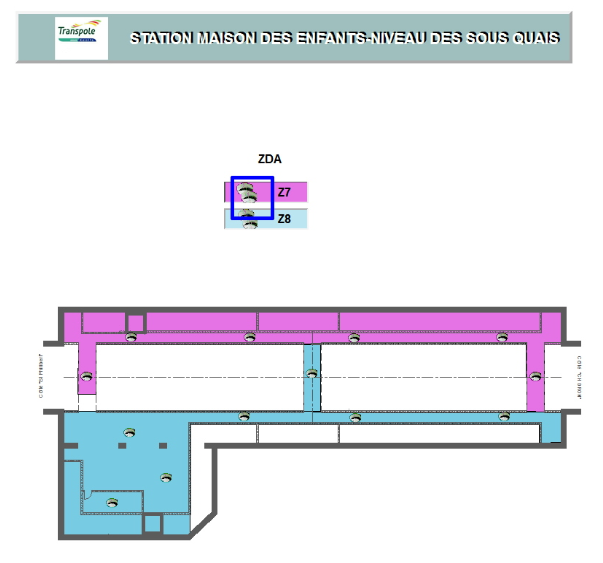 Transpole
STATION MAISON DES ENFANTS-NIVEAU DES SOUS QUAIS
ZDA
Z7
Z8